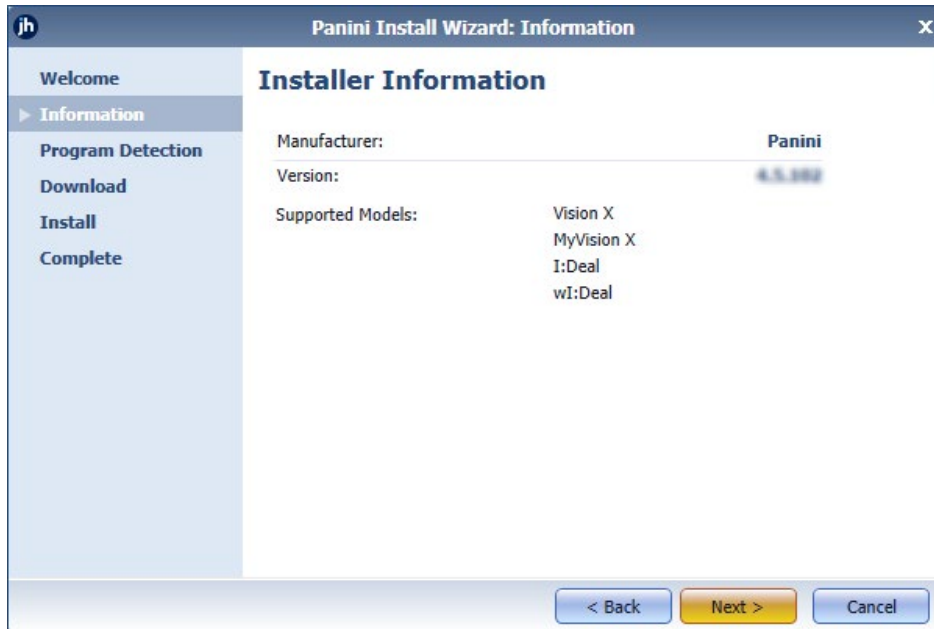 jh
Panini Install Wizard: Information
X
Welcome
Information
Program Detection
Download
Install
Complete
Installer Information
Manufacturer: Panini
Version:
Supported Models: Vision X
MyVision X
I:Deal
wI:Deal
< Back Next > Cancel